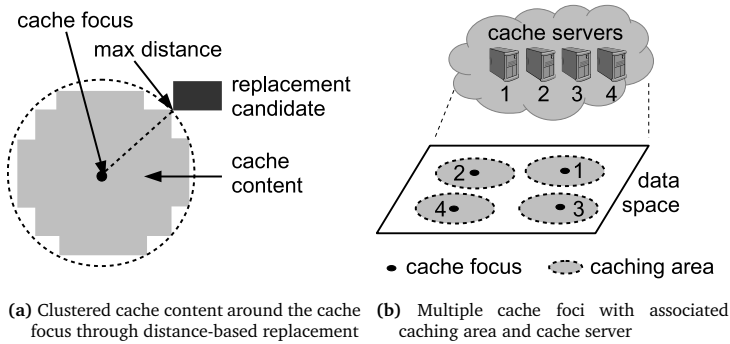 cache focus
max distance
replacement
candidate
cache
content
(a) Clustered cache content around the cache
focus through distance-based replacement
cache servers
1 2 3 4
2 1
4 3
data
space
cache focus caching area
(b) Multiple cache foci with associated
caching area and cache server